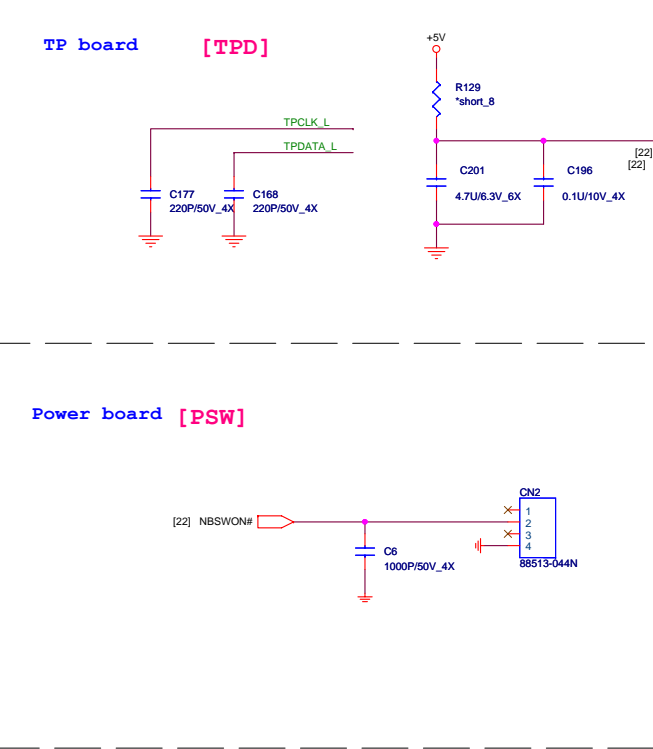 TP board [TPD]
+5V
R129
*short_8
TPCLK_L
TPDATA_L
[22]
[22]
C201
C196
4.7U/6.3V_6X
0.1U/10V_4X
C177
C168
220P/50V_4X
220P/50V_4X
Power board [PSW]
CN2
[22] NBSWON#
1
2
3
4
C6
1000P/50V_4X
88513-044N